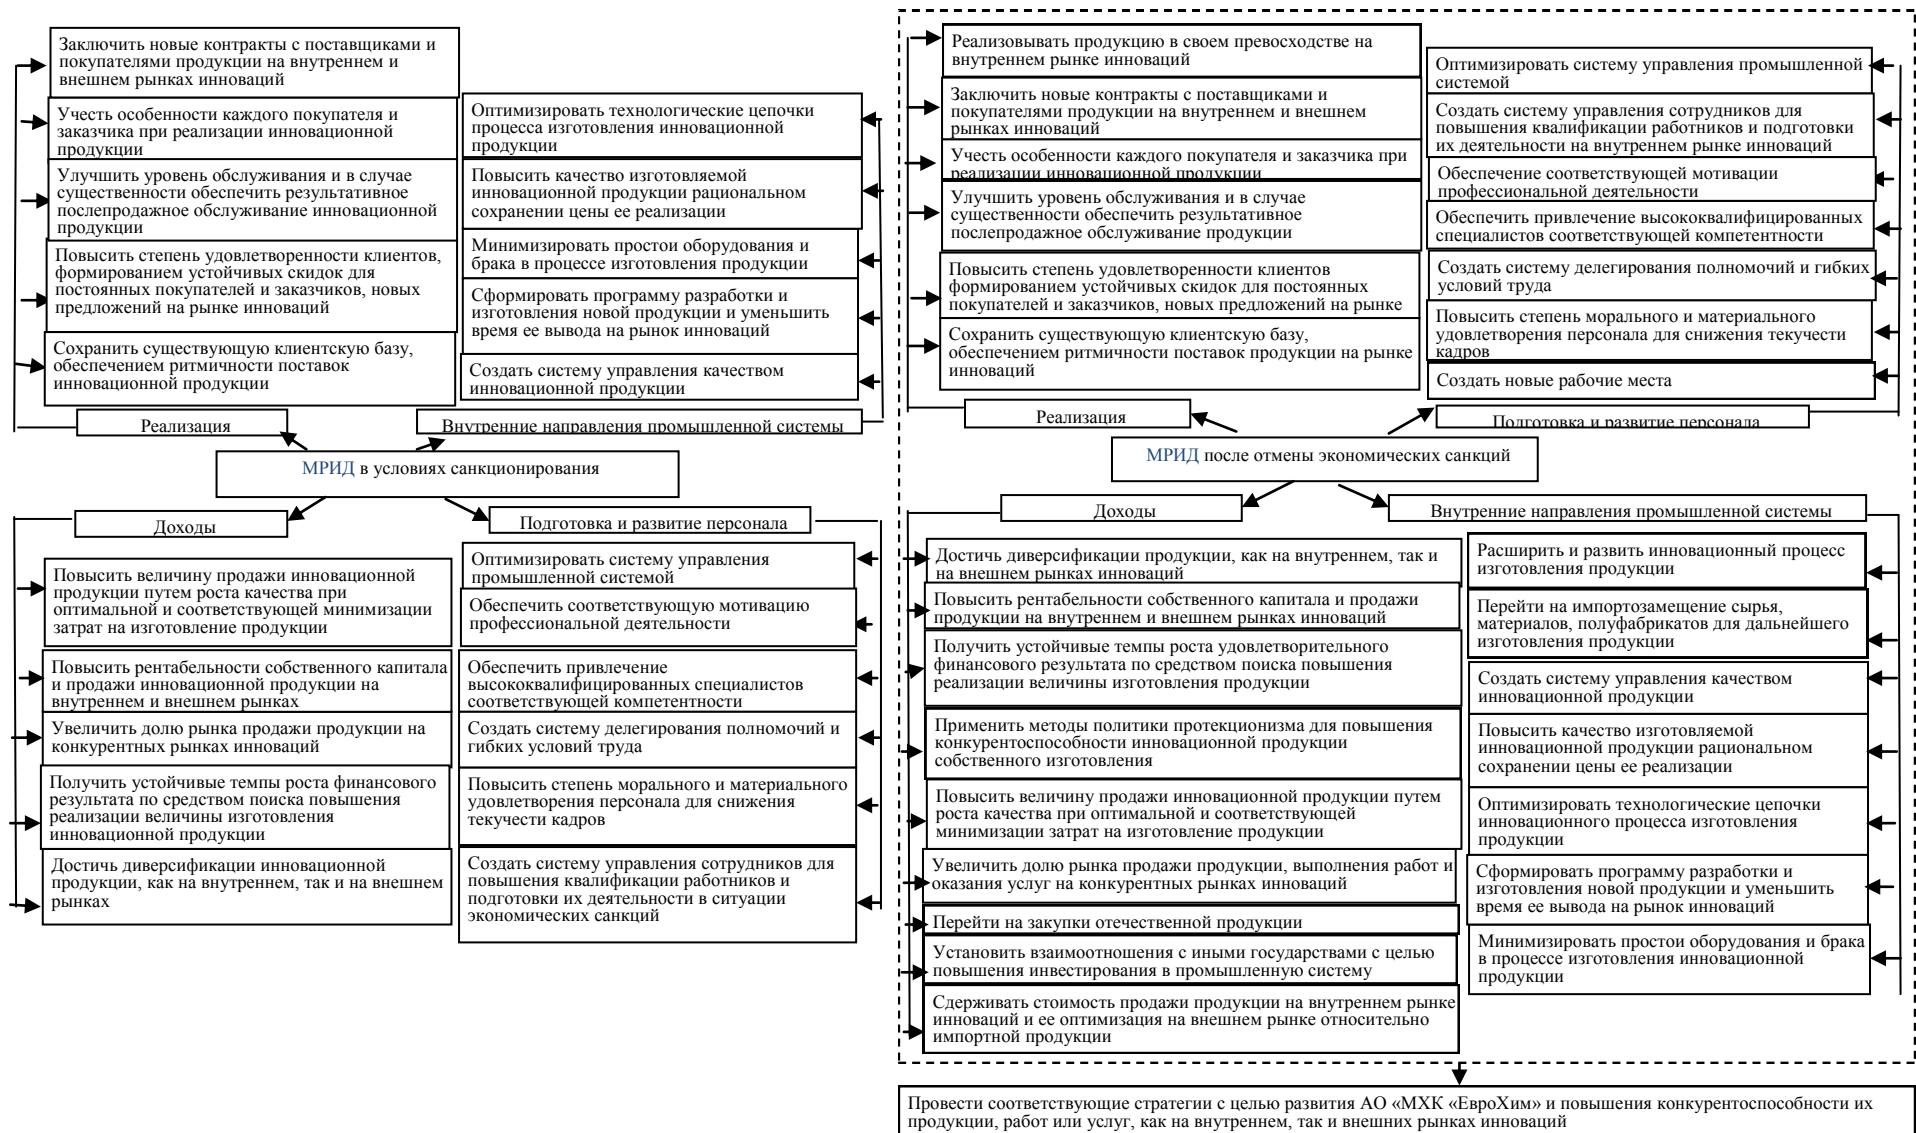 Заключить новые контракты с поставщиками и
покупателями продукции на внутреннем и
внешнем рынках инноваций
Учесть особенности каждого покупателя и
заказчика при реализации инновационной
продукции
Улучшить уровень обслуживания и в случае
существенности обеспечить результативное
послепродажное обслуживание инновационной
продукции
Повысить степень удовлетворенности клиентов,
формированием устойчивых скидок для
постоянных покупателей и заказчиков, новых
предложений на рынке инноваций
Сохранить существующую клиентскую базу,
обеспечением ритмичности поставок
инновационной продукции
Реализация
Оптимизировать технологические цепочки
процесса изготовления инновационной
продукции
Повысить качество изготовляемой
инновационной продукции рациональном
сохранении цены ее реализации
Минимизировать простои оборудования и
брака в процессе изготовления продукции
Сформировать программу разработки и
изготовления новой продукции и уменьшить
время ее вывода на рынок инноваций
Создать систему управления качеством
инновационной продукции
Внутренние направления промышленной системы
МРИД в условиях санкционирования
Доходы
Повысить величину продажи инновационной
продукции путем роста качества при
оптимальной и соответствующей минимизации
затрат на изготовление продукции
Повысить рентабельности собственного капитала
и продажи инновационной продукции на
внутреннем и внешнем рынках
Увеличить долю рынка продажи продукции на
конкурентных рынках инноваций
Получить устойчивые темпы роста финансового
результата по средством поиска повышения
реализации величины изготовления
инновационной продукции
Достичь диверсификации инновационной
продукции, как на внутреннем, так и на внешнем
рынках
Подготовка и развитие персонала
Оптимизировать систему управления
промышленной системой
Обеспечить соответствующую мотивацию
профессиональной деятельности
Обеспечить привлечение
высококвалифицированных специалистов
соответствующей компетентности
Создать систему делегирования полномочий и
гибких условий труда
Повысить степень морального и материального
удовлетворения персонала для снижения
текучести кадров
Создать систему управления сотрудников для
повышения квалификации работников и
подготовки их деятельности в ситуации
экономических санкций
Реализовывать продукцию в своем превосходстве на
внутреннем рынке инноваций
Заключить новые контракты с поставщиками и
покупателями продукции на внутреннем и внешнем
рынках инноваций
Учесть особенности каждого покупателя и заказчика при
реализации инновационной продукции
Улучшить уровень обслуживания и в случае
существенности обеспечить результативное
послепродажное обслуживание продукции
Повысить степень удовлетворенности клиентов
формированием устойчивых скидок для постоянных
покупателей и заказчиков, новых предложений на рынке
Сохранить существующую клиентскую базу,
обеспечением ритмичности поставок продукции на рынке
инноваций
Реализация
Оптимизировать систему управления промышленной
системой
Создать систему управления сотрудников для
повышения квалификации работников и подготовки
их деятельности на внутреннем рынке инноваций
Обеспечение соответствующей мотивации
профессиональной деятельности
Обеспечить привлечение высококвалифицированных
специалистов соответствующей компетентности
Создать систему делегирования полномочий и гибких
условий труда
Повысить степень морального и материального
удовлетворения персонала для снижения текучести
кадров
Создать новые рабочие места
Подготовка и развитие персонала
МРИД после отмены экономических санкций
Доходы
Достичь диверсификации продукции, как на внутреннем, так и
на внешнем рынках инноваций
Повысить рентабельности собственного капитала и продажи
продукции на внутреннем и внешнем рынках инноваций
Получить устойчивые темпы роста удовлетворительного
финансового результата по средством поиска повышения
реализации величины изготовления продукции
Применить методы политики протекционизма для повышения
конкурентоспособности инновационной продукции
собственного изготовления
Повысить величину продажи инновационной продукции путем
роста качества при оптимальной и соответствующей
минимизации затрат на изготовление продукции
Увеличить долю рынка продажи продукции, выполнения работ и
оказания услуг на конкурентных рынках инноваций
Перейти на закупки отечественной продукции
Установить взаимоотношения с иными государствами с целью
повышения инвестирования в промышленную систему
Сдерживать стоимость продажи продукции на внутреннем рынке
инноваций и ее оптимизация на внешнем рынке относительно
импортной продукции
Внутренние направления промышленной системы
Расширить и развить инновационный процесс
изготовления продукции
Перейти на импортозамещение сырья,
материалов, полуфабрикатов для дальнейшего
изготовления продукции
Создать систему управления качеством
инновационной продукции
Повысить качество изготовляемой
инновационной продукции рациональном
сохранении цены ее реализации
Оптимизировать технологические цепочки
инновационного процесса изготовления
продукции
Сформировать программу разработки и
изготовления новой продукции и уменьшить
время ее вывода на рынок инноваций
Минимизировать простои оборудования и брака
в процессе изготовления инновационной
продукции
Провести соответствующие стратегии с целью развития АО «МХК «ЕвроХим» и повышения конкурентоспособности их
продукции, работ или услуг, как на внутреннем, так и внешних рынках инноваций